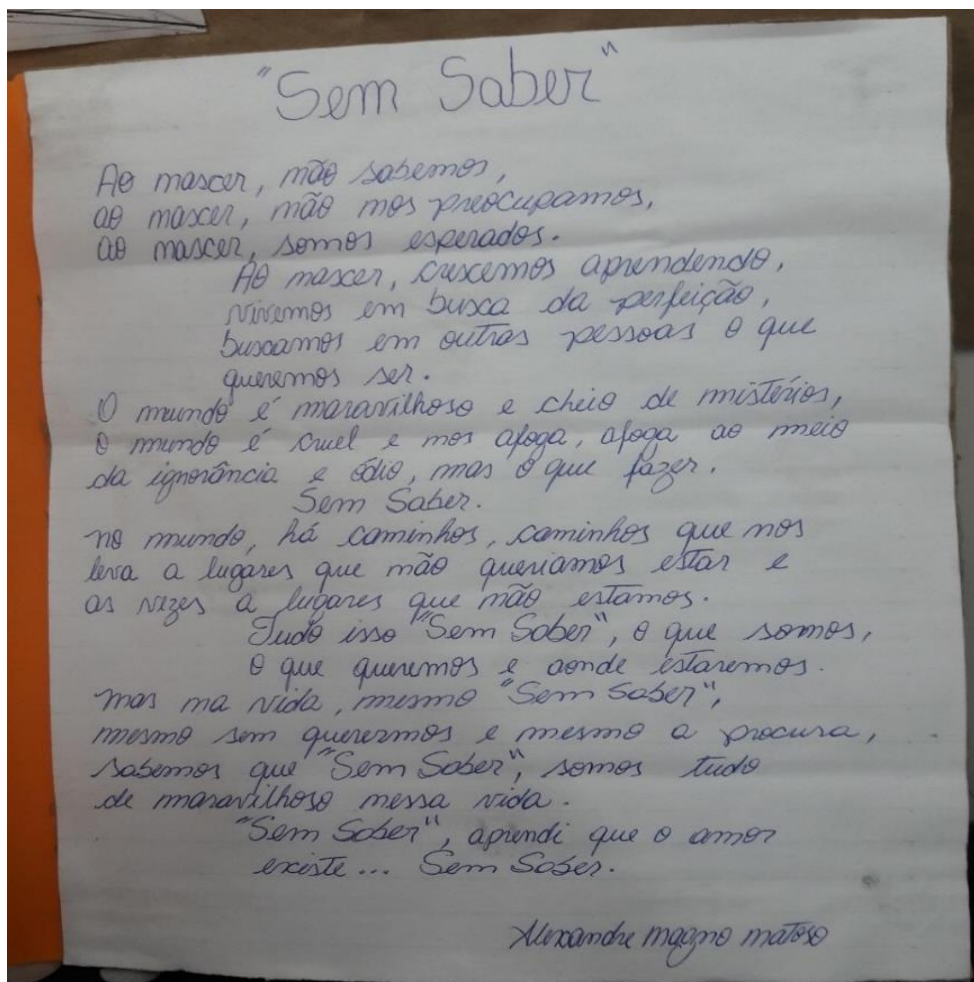 "Sem Saber"
Ao nascer, não sabemos,
ao nascer, não nos preocupamos,
ao nascer, somos esperados.
Ao nascer, crescemos aprendendo,
vivemos em busca da perfeição,
buscamos em outras pessoas o que
queremos ser.
O mundo é maravilhoso e cheio de mistérios,
o mundo é cruel e nos afoga, afoga ao meio
da ignorância e ódio, mas o que fazer.
Sem Saber.
no mundo, há caminhos, caminhos que nos
leva a lugares que não queriamos estar e
as vezes a lugares que não estamos.
Tudo isso "Sem Saber", o que somos,
o que queremos e aonde estaremos.
mas na vida, mesmo "Sem Saber",
mesmo sem querermos e mesmo a procura,
sabemos que "Sem Saber", somos tudo
de maravilhoso nessa vida.
"Sem Saber", aprendi que o amor
existe... Sem Saber.
Alexandre magno matoso